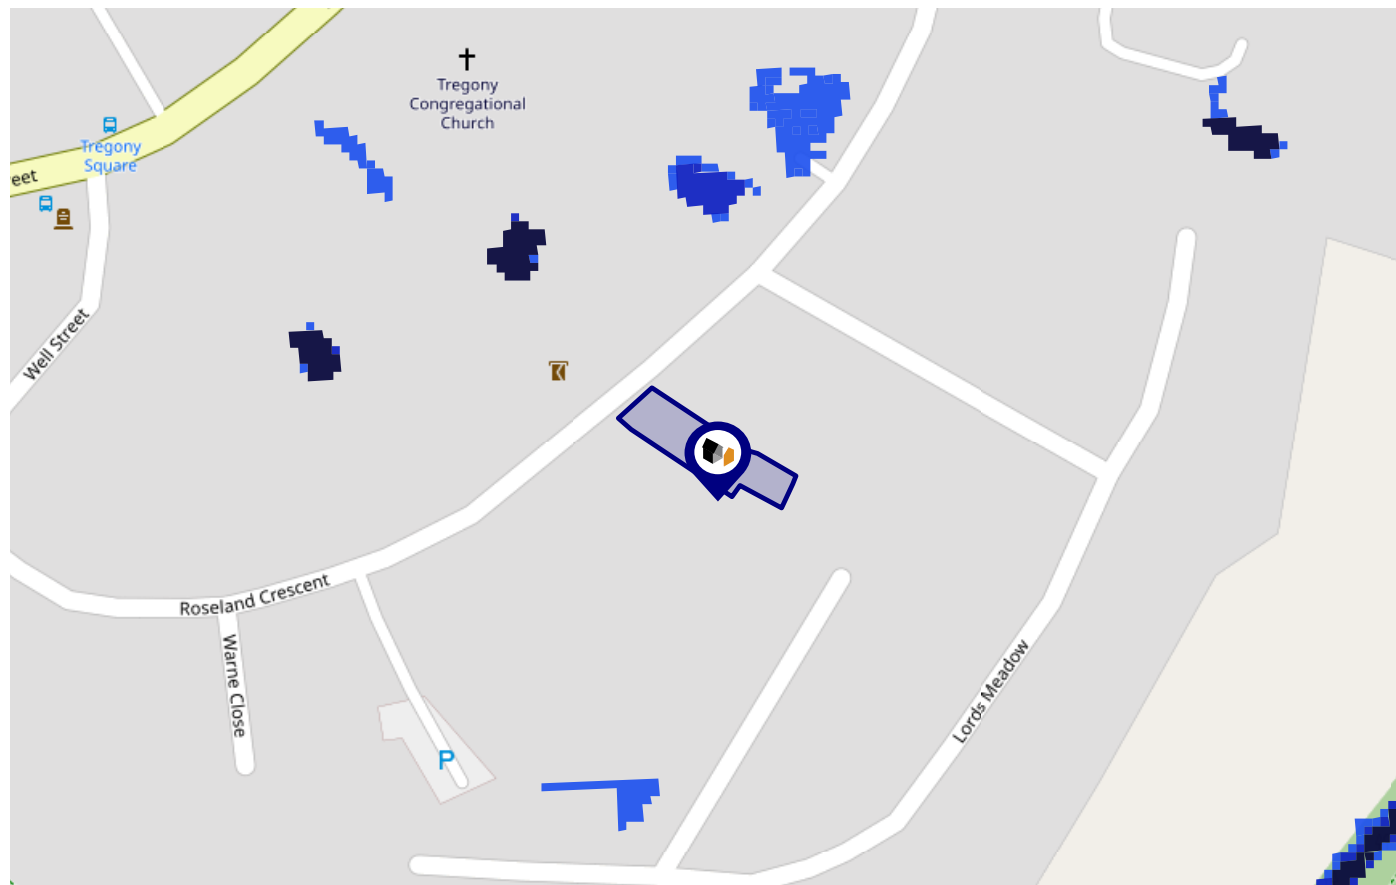 Tregony
Congregational
Church
Tregony
Square
eet
Well Street
Roseland Crescent
Warne Close
Lords Meadow
P